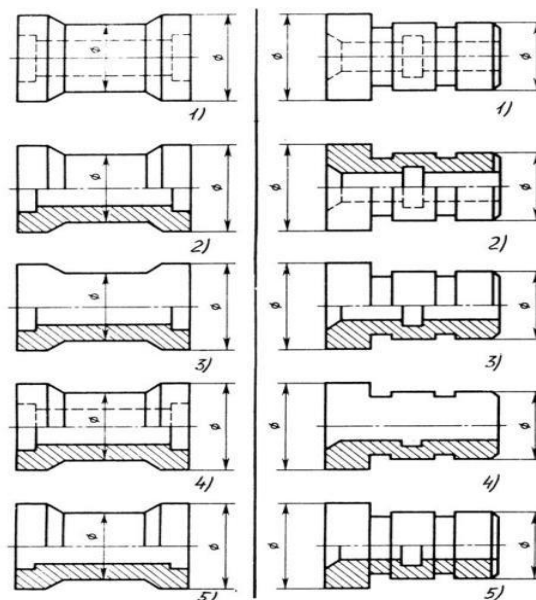 ⌀ ⌀ ⌀ ⌀
1) 1)
⌀ ⌀ ⌀ ⌀
2) 2)
⌀ ⌀ ⌀ ⌀
3) 3)
⌀ ⌀ ⌀ ⌀
4) 4)
⌀ ⌀ ⌀ ⌀
5) 5)